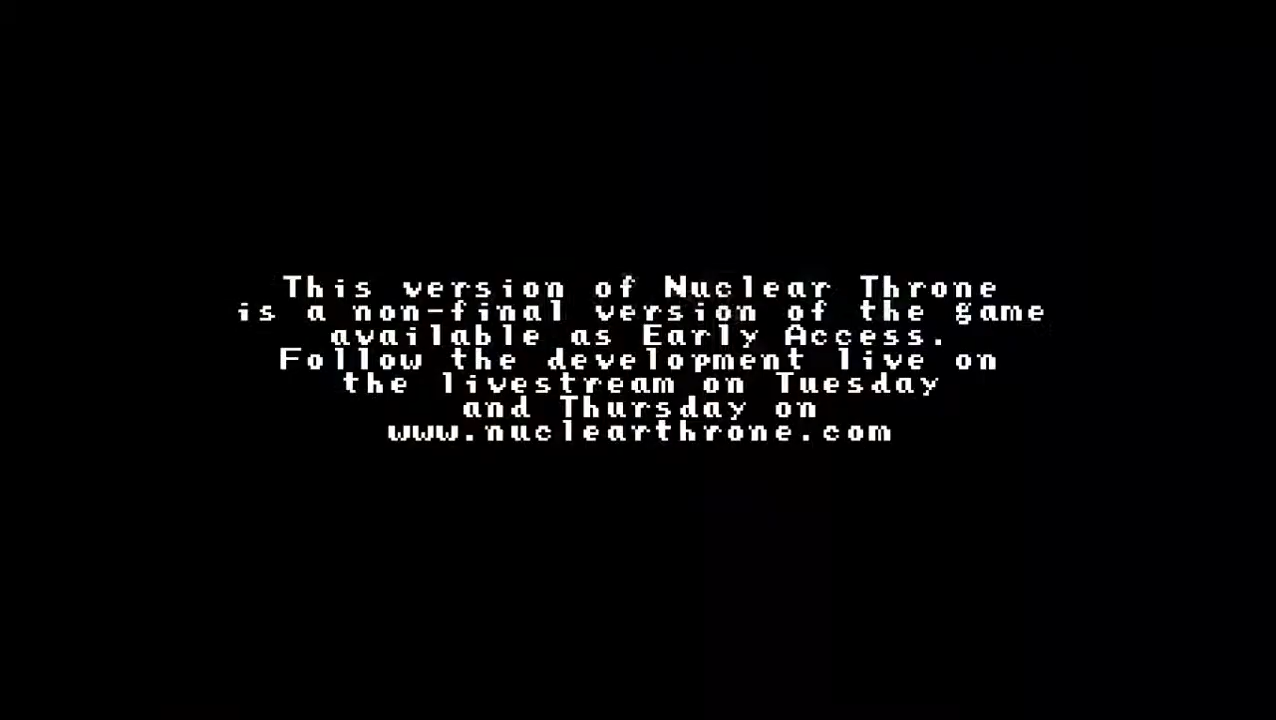 This version of Nuclear Throne
is a non-final version of the game
available as Early Access.
Follow the development live on
the livestream on Tuesday
and Thursday on
www.nuclearthrone.com